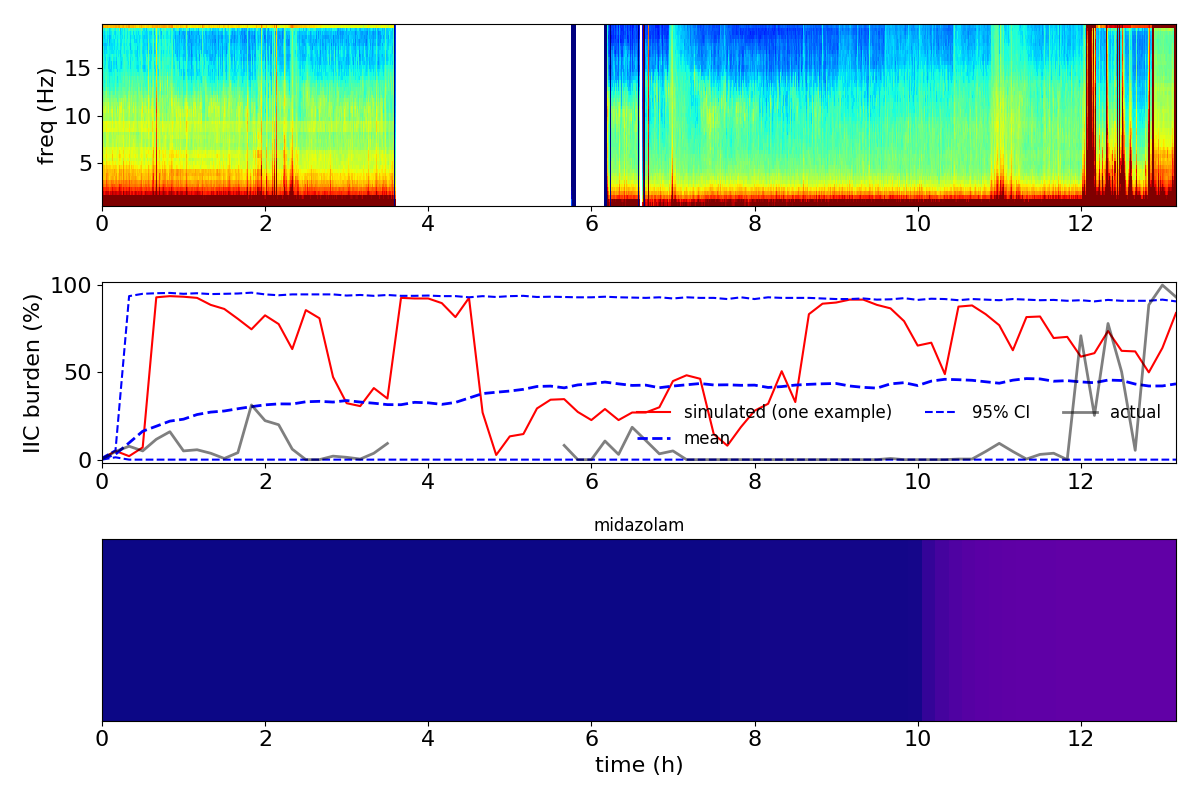 freq (Hz)
15
10
5
0 2 4 6 8 10 12
IIC burden (%)
100
50
0
simulated (one example)
mean
95% CI
actual
0 2 4 6 8 10 12
midazolam
0 2 4 6 8 10 12
time (h)